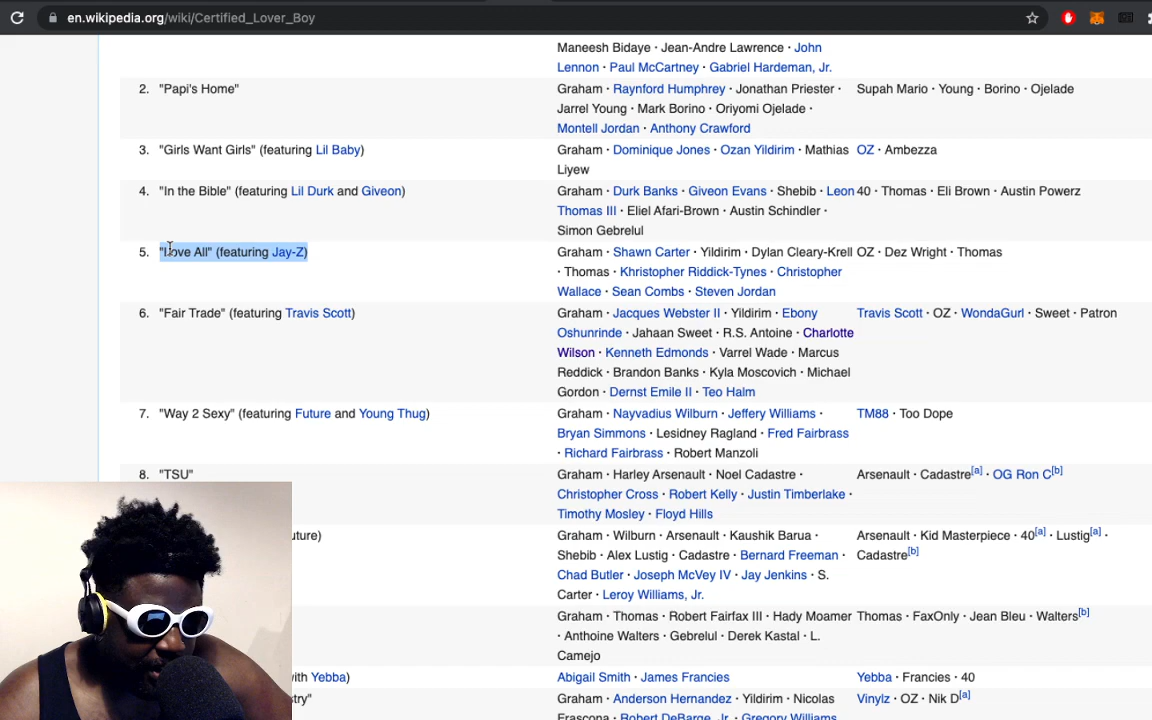 en.wikipedia.org/wiki/Certified_Lover_Boy
Maneesh Bidaye · Jean-Andre Lawrence · John
Lennon · Paul McCartney · Gabriel Hardeman, Jr.
2. "Papi's Home" Graham · Raynford Humphrey · Jonathan Priester · Supah Mario · Young · Borino · Ojelade
Jarrel Young · Mark Borino · Oriyomi Ojelade ·
Montell Jordan · Anthony Crawford
3. "Girls Want Girls" (featuring Lil Baby) Graham · Dominique Jones · Ozan Yildirim · Mathias OZ · Ambezza
Liyew
4. "In the Bible" (featuring Lil Durk and Giveon) Graham · Durk Banks · Giveon Evans · Shebib · Leon 40 · Thomas · Eli Brown · Austin Powerz
Thomas III · Eliel Afari-Brown · Austin Schindler ·
Simon Gebrelul
5. "Love All" (featuring Jay-Z) Graham · Shawn Carter · Yildirim · Dylan Cleary-Krell OZ · Dez Wright · Thomas
· Thomas · Khristopher Riddick-Tynes · Christopher
Wallace · Sean Combs · Steven Jordan
6. "Fair Trade" (featuring Travis Scott) Graham · Jacques Webster II · Yildirim · Ebony Travis Scott · OZ · WondaGurl · Sweet · Patron
Oshunrinde · Jahaan Sweet · R.S. Antoine · Charlotte
Wilson · Kenneth Edmonds · Varrel Wade · Marcus
Reddick · Brandon Banks · Kyla Moscovich · Michael
Gordon · Dernst Emile II · Teo Halm
7. "Way 2 Sexy" (featuring Future and Young Thug) Graham · Nayvadius Wilburn · Jeffery Williams · TM88 · Too Dope
Bryan Simmons · Lesidney Ragland · Fred Fairbrass
· Richard Fairbrass · Robert Manzoli
8. "TSU" Graham · Harley Arsenault · Noel Cadastre · Arsenault · Cadastre[a] · OG Ron C[b]
Christopher Cross · Robert Kelly · Justin Timberlake ·
Timothy Mosley · Floyd Hills
uture) Graham · Wilburn · Arsenault · Kaushik Barua · Arsenault · Kid Masterpiece · 40[a] · Lustig[a] ·
Shebib · Alex Lustig · Cadastre · Bernard Freeman · Cadastre[b]
Chad Butler · Joseph McVey IV · Jay Jenkins · S.
Carter · Leroy Williams, Jr.
Graham · Thomas · Robert Fairfax III · Hady Moamer Thomas · FaxOnly · Jean Bleu · Walters[b]
· Anthoine Walters · Gebrelul · Derek Kastal · L.
Camejo
ith Yebba) Abigail Smith · James Francies Yebba · Francies · 40
stry" Graham · Anderson Hernandez · Yildirim · Nicolas Vinylz · OZ · Nik D[a]
Frascona · Robert DeBarge, Jr. · Gregory Williams